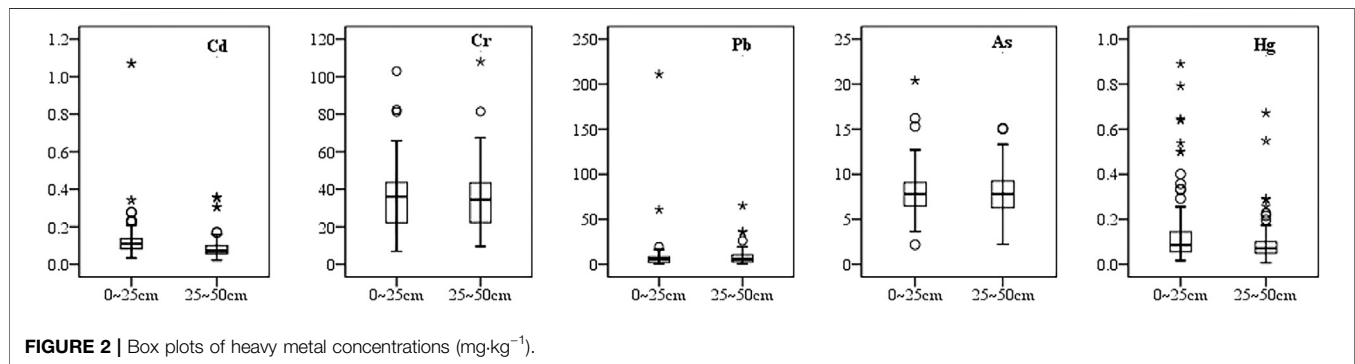 Cd
1.2
1.0
0.8
0.6
0.4
0.2
0.0
0~25cm 25~50cm
Cr
120
100
80
60
40
20
0
0~25cm 25~50cm
Pb
250
200
150
100
50
0
0~25cm 25~50cm
As
25
20
15
10
5
0
0~25cm 25~50cm
Hg
1.0
0.8
0.6
0.4
0.2
0.0
0~25cm 25~50cm
FIGURE 2 | Box plots of heavy metal concentrations (mg·kg⁻¹).